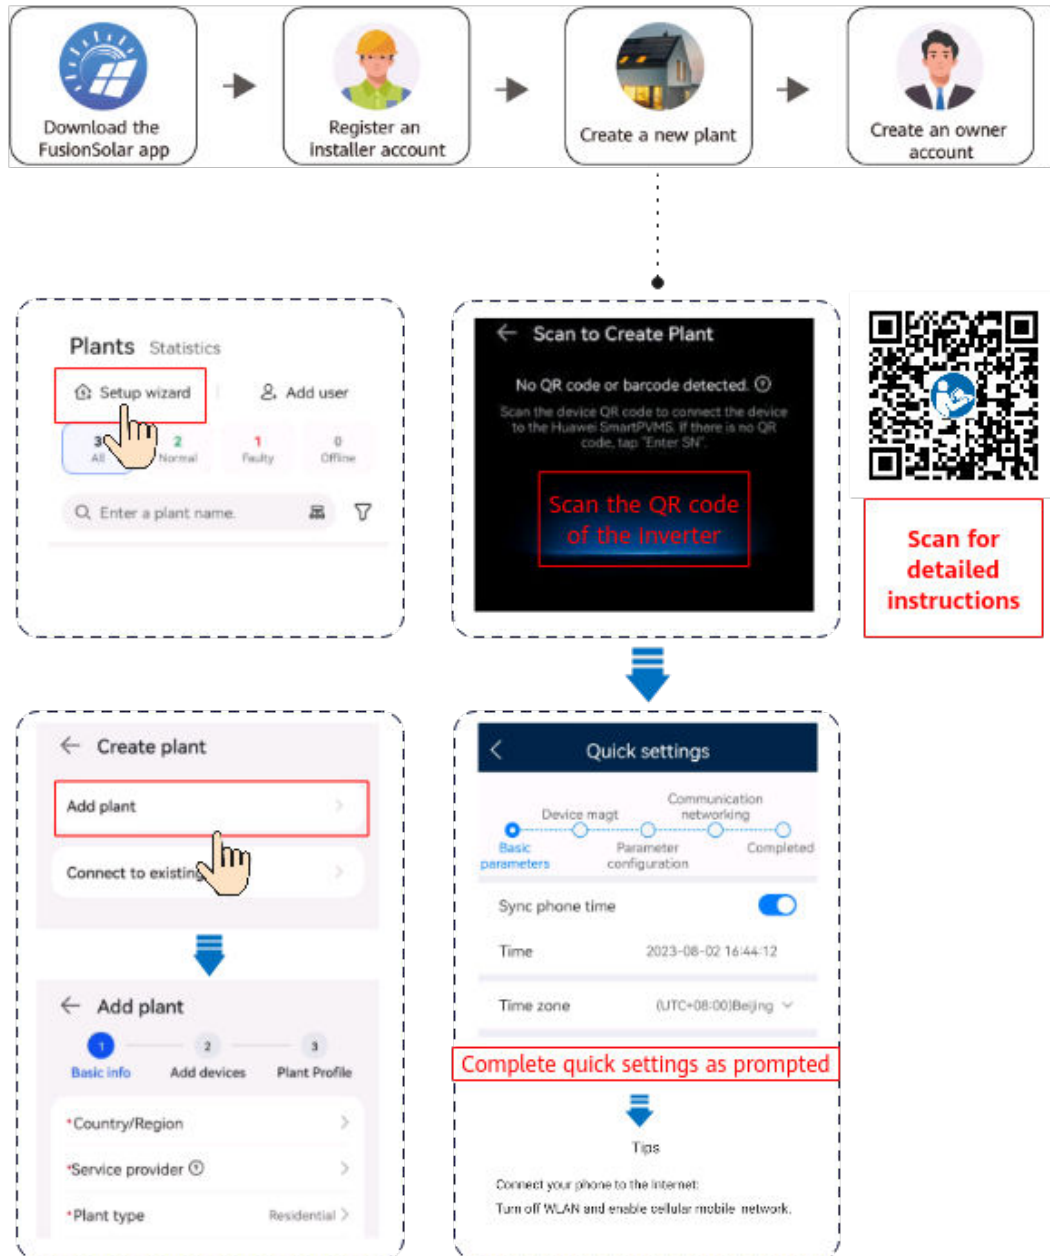 Download the
FusionSolar app
Register an
installer account
Create a new plant
Create an owner
account
Plants Statistics
Setup wizard
Add user
3 2 1 0
All Normal Faulty Offline
Enter a plant name.
Scan to Create Plant
No QR code or barcode detected.
Scan the device QR code to connect the device
to the Huawei SmartPVMS. If there is no QR
code, tap "Enter SN".
Scan the QR code
of the inverter
Scan for
detailed
instructions
Create plant
Add plant
Connect to existing
Add plant
1 2 3
Basic info Add devices Plant Profile
*Country/Region
*Service provider
*Plant type Residential
Quick settings
Device magt
Communication
networking
Basic
parameters
Parameter
configuration
Completed
Sync phone time
Time 2023-08-02 16:44:12
Time zone (UTC+08:00)Beijing
Complete quick settings as prompted
Tips
Connect your phone to the Internet:
Turn off WLAN and enable cellular mobile network.